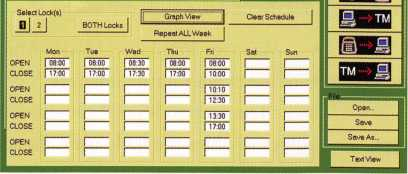 Select Lock(s)
1 2 BOTH Locks Graph View Clear Schedule
Repeat ALL Week
Mon Tue Wed Thu Fri Sat Sun
OPEN 08:00 08:00 08:30 08:00 08:00
CLOSE 17:00 17:00 17:30 17:30 10:00
OPEN 10:10
CLOSE 12:30
OPEN 13:30
CLOSE 17:00
OPEN
CLOSE
TM
TM
File
Open...
Save
Save As...
Text View